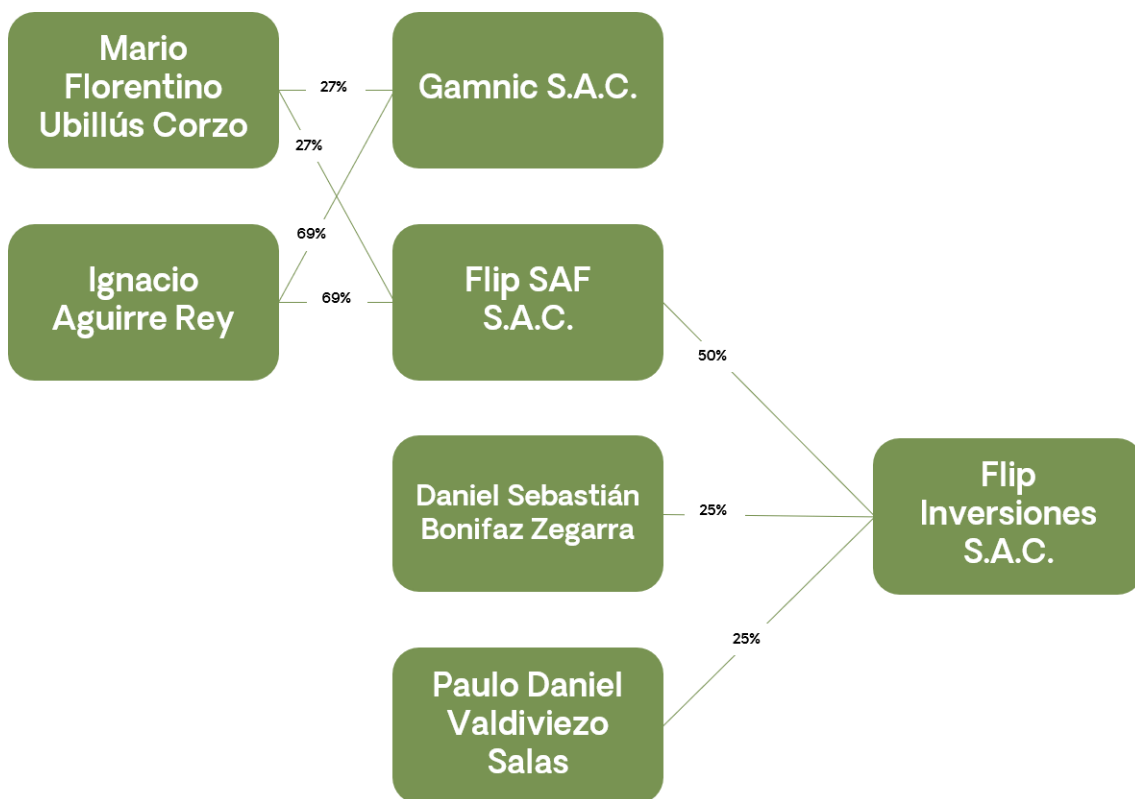 Mario
Florentino
Ubillús Corzo
27%
Gamnic S.A.C.
27%
69%
Ignacio
Aguirre Rey
69%
Flip SAF
S.A.C.
50%
Daniel Sebastián
Bonifaz Zegarra
25%
Flip
Inversiones
S.A.C.
25%
Paulo Daniel
Valdiviezo
Salas